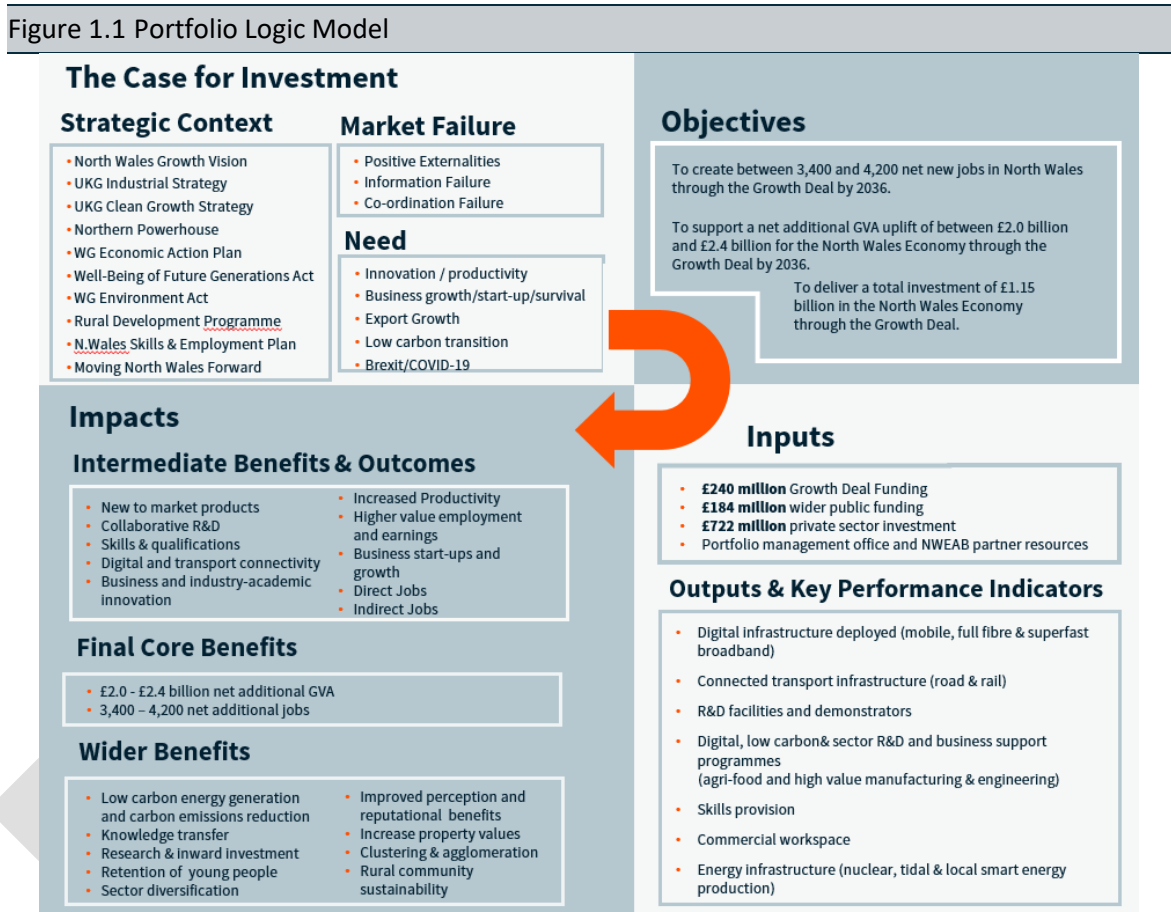 Figure 1.1 Portfolio Logic Model
The Case for Investment
Strategic Context
• North Wales Growth Vision
• UKG Industrial Strategy
• UKG Clean Growth Strategy
• Northern Powerhouse
• WG Economic Action Plan
• Well-Being of Future Generations Act
• WG Environment Act
• Rural Development Programme
• N.Wales Skills & Employment Plan
• Moving North Wales Forward
Market Failure
• Positive Externalities
• Information Failure
• Co-ordination Failure
Need
• Innovation / productivity
• Business growth/start-up/survival
• Export Growth
• Low carbon transition
• Brexit/COVID-19
Objectives
To create between 3,400 and 4,200 net new jobs in North Wales
through the Growth Deal by 2036.
To support a net additional GVA uplift of between £2.0 billion
and £2.4 billion for the North Wales Economy through the
Growth Deal by 2036.
To deliver a total investment of £1.15
billion in the North Wales Economy
through the Growth Deal.
Impacts
Intermediate Benefits & Outcomes
• New to market products
• Collaborative R&D
• Skills & qualifications
• Digital and transport connectivity
• Business and industry-academic
innovation
• Increased Productivity
• Higher value employment
and earnings
• Business start-ups and
growth
• Direct Jobs
• Indirect Jobs
Final Core Benefits
• £2.0 - £2.4 billion net additional GVA
• 3,400 – 4,200 net additional jobs
Wider Benefits
• Low carbon energy generation
and carbon emissions reduction
• Knowledge transfer
• Research & inward investment
• Retention of young people
• Sector diversification
• Improved perception and
reputational benefits
• Increase property values
• Clustering & agglomeration
• Rural community
sustainability
Inputs
• £240 million Growth Deal Funding
• £184 million wider public funding
• £722 million private sector investment
• Portfolio management office and NWEAB partner resources
Outputs & Key Performance Indicators
• Digital infrastructure deployed (mobile, full fibre & superfast
broadband)
• Connected transport infrastructure (road & rail)
• R&D facilities and demonstrators
• Digital, low carbon& sector R&D and business support
programmes
(agri-food and high value manufacturing & engineering)
• Skills provision
• Commercial workspace
• Energy infrastructure (nuclear, tidal & local smart energy
production)